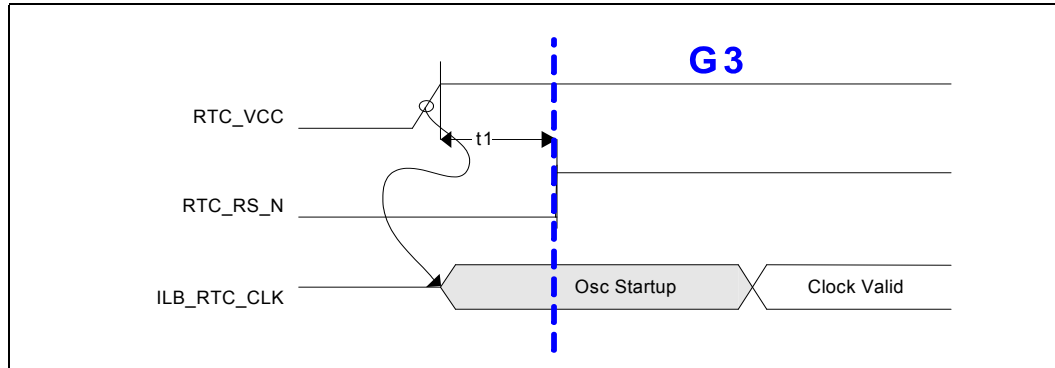 G3
RTC_VCC
t1
RTC_RS_N
Osc Startup
Clock Valid
ILB_RTC_CLK